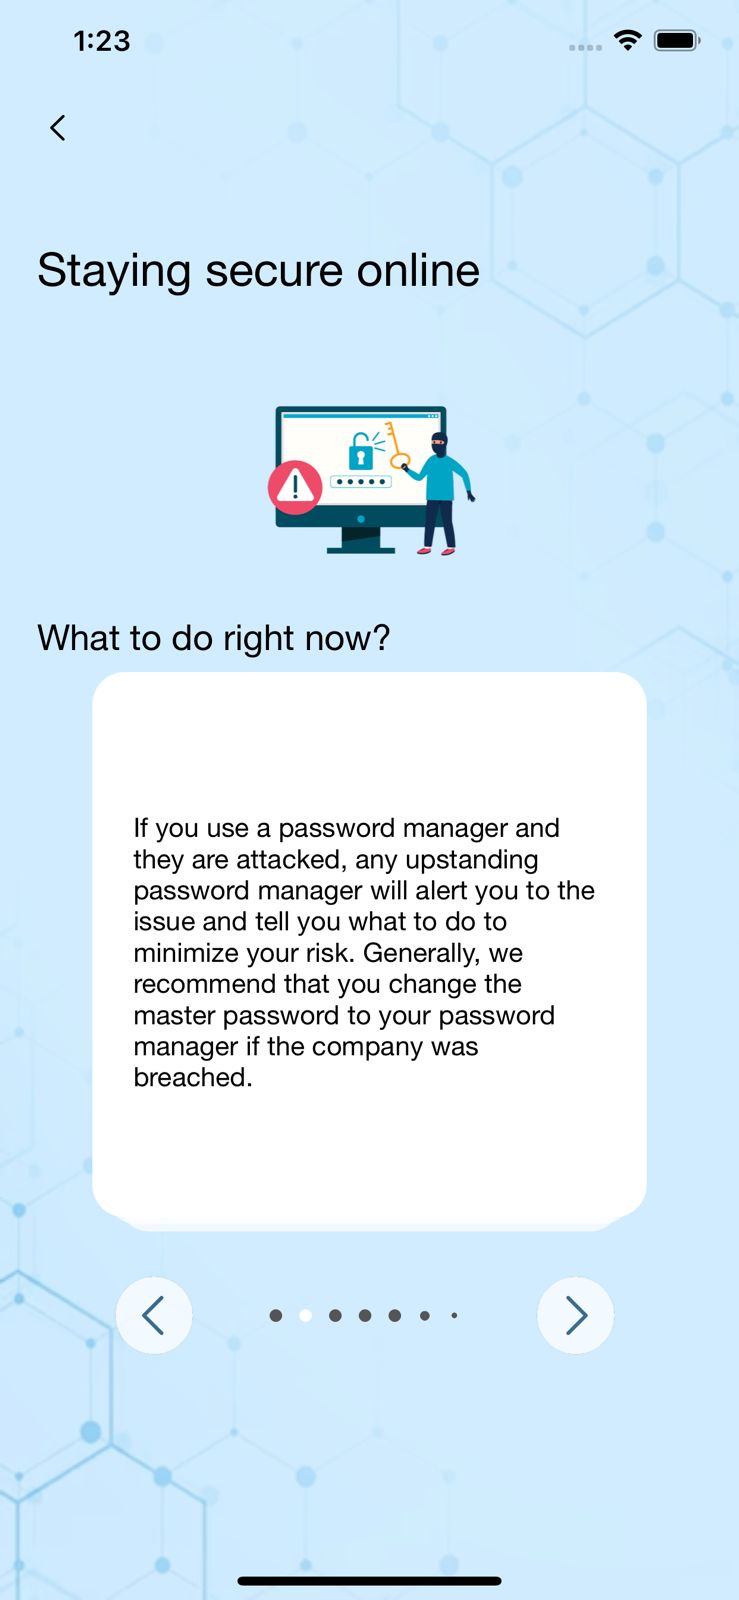 1:23
Staying secure online
What to do right now?
If you use a password manager and
they are attacked, any upstanding
password manager will alert you to the
issue and tell you what to do to
minimize your risk. Generally, we
recommend that you change the
master password to your password
manager if the company was
breached.